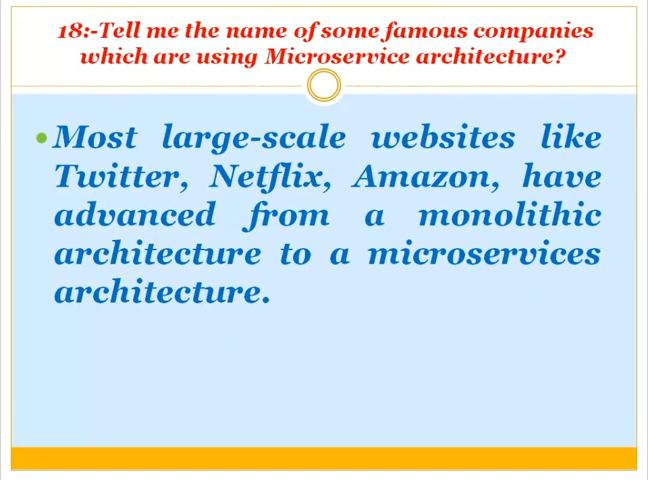 18:-Tell me the name of some famous companies
which are using Microservice architecture?
Most large-scale websites like
Twitter, Netflix, Amazon, have
advanced from a monolithic
architecture to a microservices
architecture.